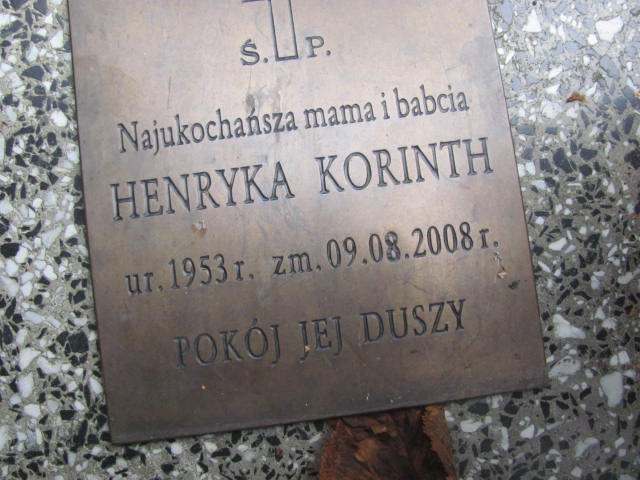 Ś. P.
Najukochańsza mama i babcia
HENRYKA KORINTH
ur. 1953 r. zm. 09.08.2008 r.
POKÓJ JEJ DUSZY